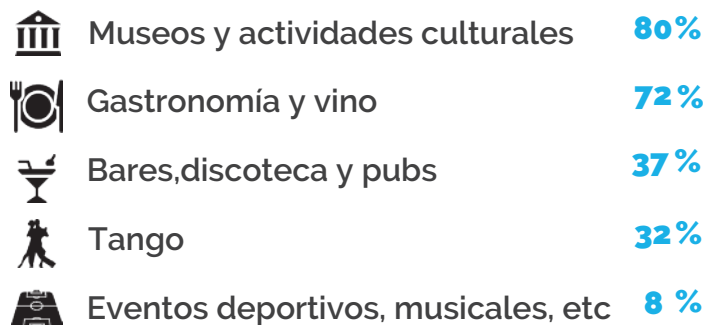 Museos y actividades culturales 80%
Gastronomía y vino 72%
Bares,discoteca y pubs 37%
Tango 32%
Eventos deportivos, musicales, etc 8 %